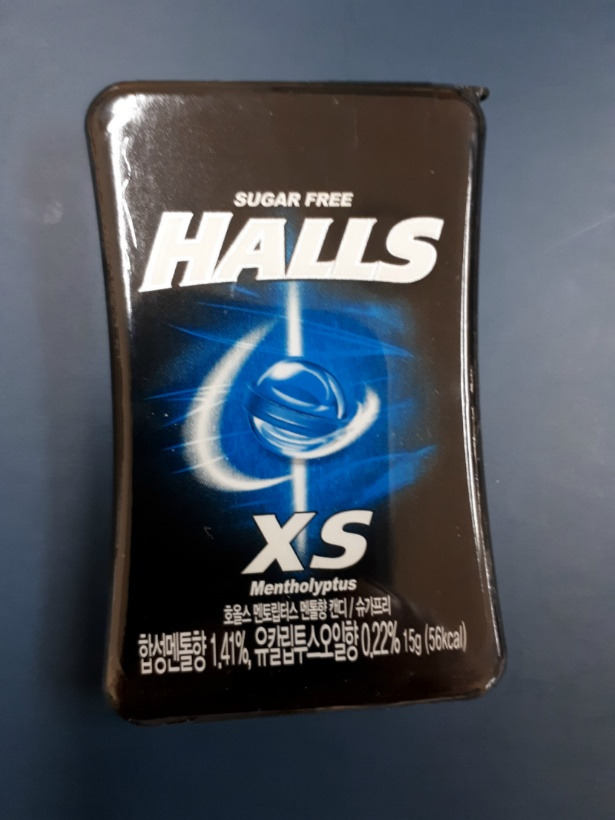 SUGAR FREE
HALLS
XS
Mentholyptus
호올스 멘토립터스 멘톨향 캔디 / 슈가프리
합성멘톨향 1.41%, 유칼립투스오일향 0.22% 15g (56kcal)